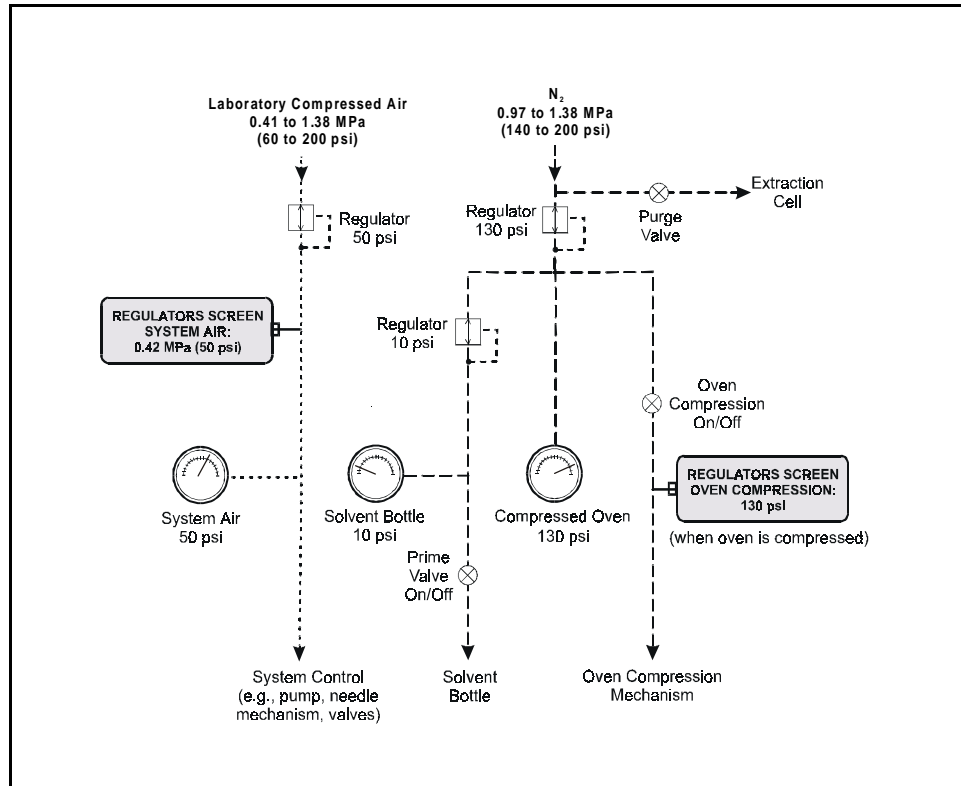 Laboratory Compressed Air
0.41 to 1.38 MPa
(60 to 200 psi)
N₂
0.97 to 1.38 MPa
(140 to 200 psi)
Extraction
Cell
Purge
Valve
Regulator
50 psi
Regulator
130 psi
REGULATORS SCREEN
SYSTEM AIR:
0.42 MPa (50 psi)
Regulator
10 psi
Oven
Compression
On/Off
REGULATORS SCREEN
OVEN COMPRESSION:
130 psi
(when oven is compressed)
System Air
50 psi
Solvent Bottle
10 psi
Compressed Oven
130 psi
Prime
Valve
On/Off
System Control
(e.g., pump, needle
mechanism, valves)
Solvent
Bottle
Oven Compression
Mechanism